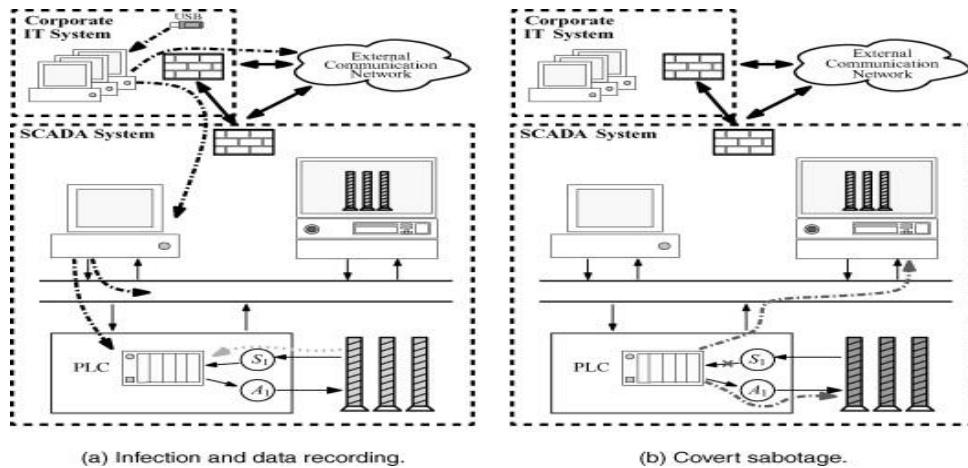 Corporate
IT System
USB
External
Communication
Network
SCADA System
PLC
S1
A1
(a) Infection and data recording.
Corporate
IT System
External
Communication
Network
SCADA System
PLC
S1
A1
(b) Covert sabotage.